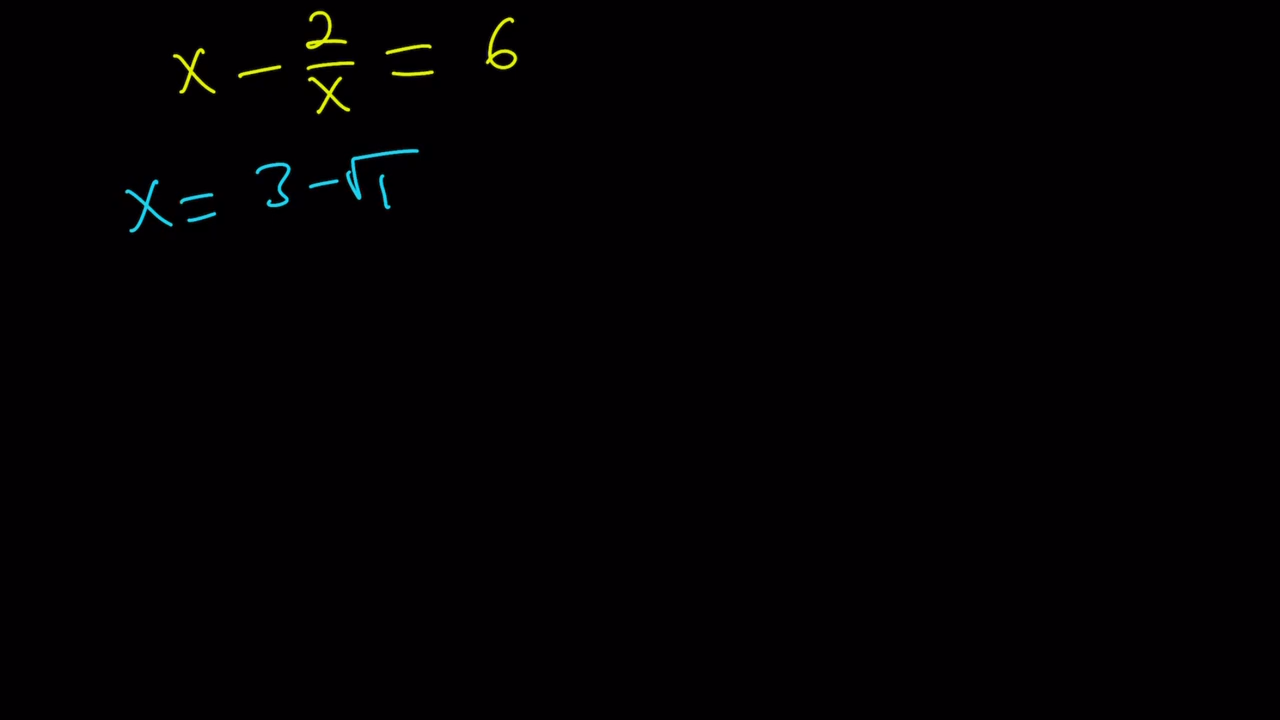 x - 2/x = 6
x = 3 - √1